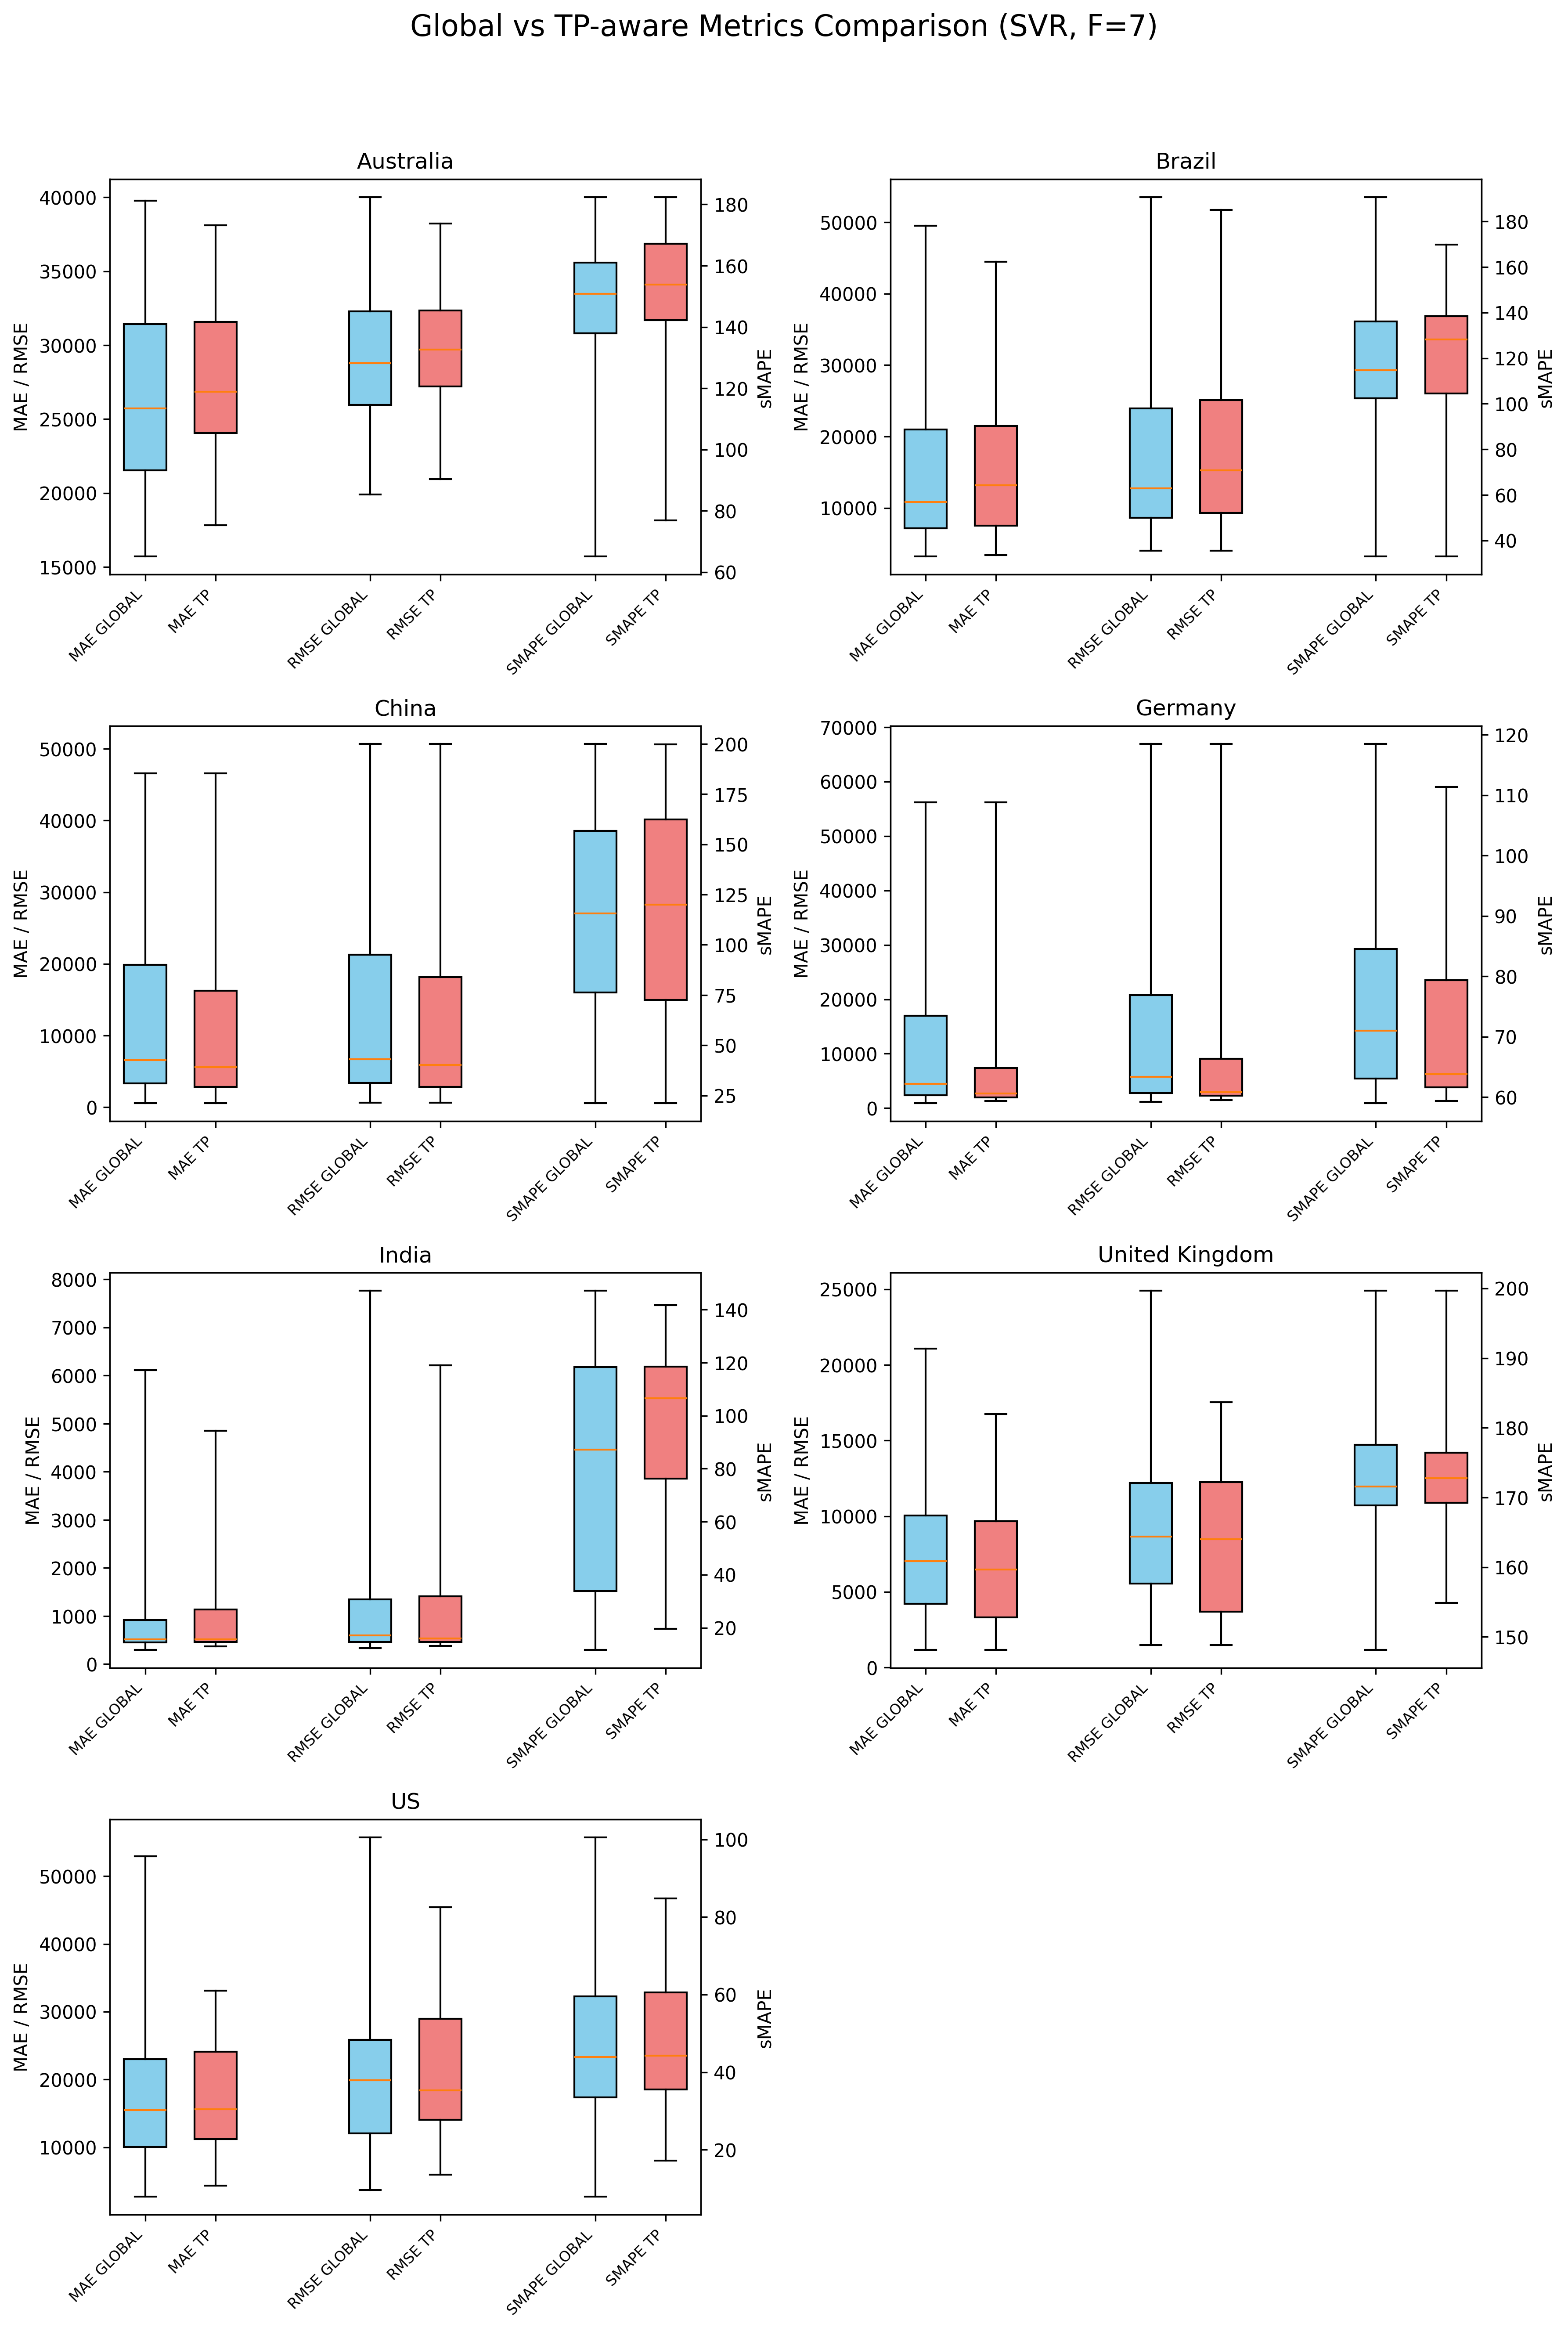 Global vs TP-aware Metrics Comparison (SVR, F=7)
Australia
40000
35000
30000
25000
20000
15000
MAE / RMSE
180
160
140
120
100
80
60
sMAPE
MAE GLOBAL
MAE TP
RMSE GLOBAL
RMSE TP
SMAPE GLOBAL
SMAPE TP
Brazil
50000
40000
30000
20000
10000
MAE / RMSE
180
160
140
120
100
80
60
40
sMAPE
MAE GLOBAL
MAE TP
RMSE GLOBAL
RMSE TP
SMAPE GLOBAL
SMAPE TP
China
50000
40000
30000
20000
10000
0
MAE / RMSE
200
175
150
125
100
75
50
25
sMAPE
MAE GLOBAL
MAE TP
RMSE GLOBAL
RMSE TP
SMAPE GLOBAL
SMAPE TP
Germany
70000
60000
50000
40000
30000
20000
10000
0
MAE / RMSE
120
110
100
90
80
70
60
sMAPE
MAE GLOBAL
MAE TP
RMSE GLOBAL
RMSE TP
SMAPE GLOBAL
SMAPE TP
India
8000
7000
6000
5000
4000
3000
2000
1000
0
MAE / RMSE
140
120
100
80
60
40
20
sMAPE
MAE GLOBAL
MAE TP
RMSE GLOBAL
RMSE TP
SMAPE GLOBAL
SMAPE TP
United Kingdom
25000
20000
15000
10000
5000
0
MAE / RMSE
200
190
180
170
160
150
sMAPE
MAE GLOBAL
MAE TP
RMSE GLOBAL
RMSE TP
SMAPE GLOBAL
SMAPE TP
US
50000
40000
30000
20000
10000
MAE / RMSE
100
80
60
40
20
sMAPE
MAE GLOBAL
MAE TP
RMSE GLOBAL
RMSE TP
SMAPE GLOBAL
SMAPE TP